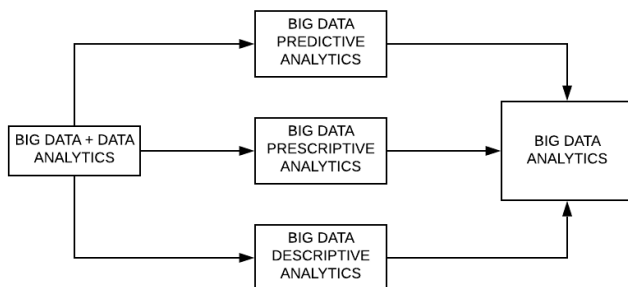 BIG DATA
PREDICTIVE
ANALYTICS
BIG DATA + DATA
ANALYTICS
BIG DATA
PRESCRIPTIVE
ANALYTICS
BIG DATA
ANALYTICS
BIG DATA
DESCRIPTIVE
ANALYTICS